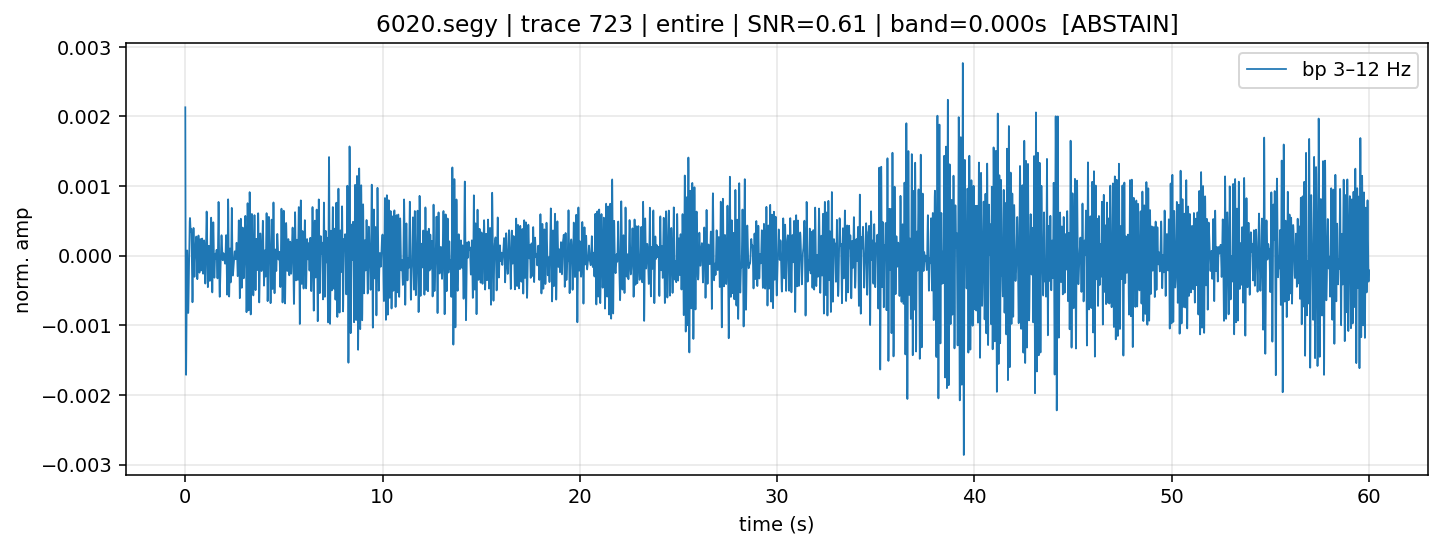 6020.segy | trace 723 | entire | SNR=0.61 | band=0.000s  [ABSTAIN]
bp 3–12 Hz
norm. amp
0.003
0.002
0.001
0.000
−0.001
−0.002
−0.003
0 10 20 30 40 50 60
time (s)